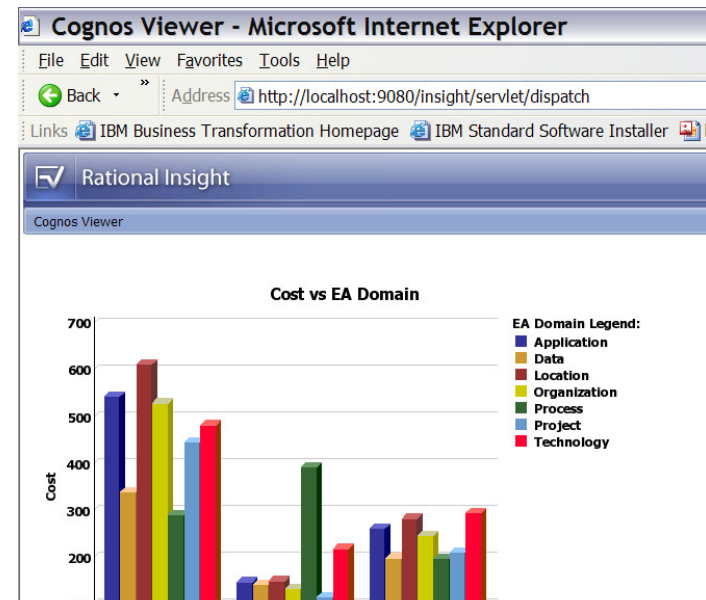 Cognos Viewer - Microsoft Internet Explorer
File Edit View Favorites Tools Help
Back » Address http://localhost:9080/insight/servlet/dispatch
Links IBM Business Transformation Homepage IBM Standard Software Installer
Rational Insight
Cognos Viewer
Cost vs EA Domain
700
600
500
400
300
200
Cost
EA Domain Legend:
Application
Data
Location
Organization
Process
Project
Technology